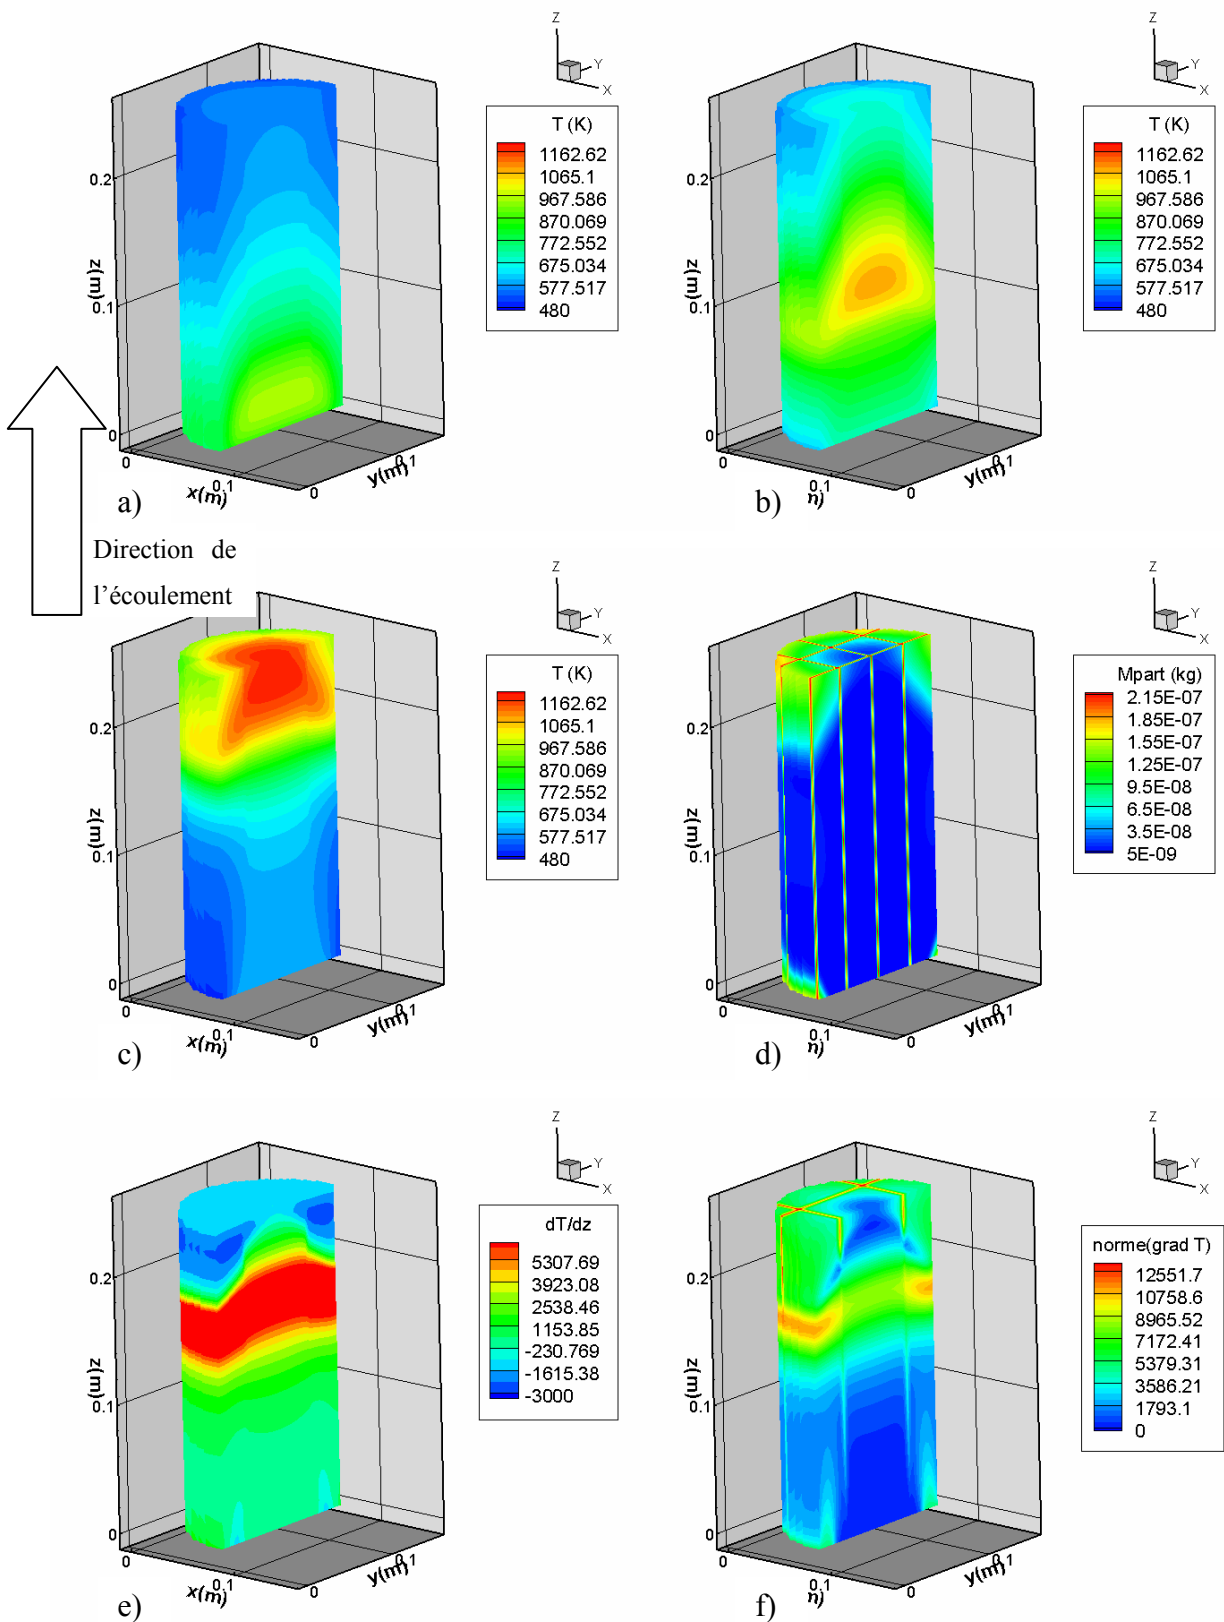 Z
Y
X
T (K)
1162.62
1065.1
967.586
870.069
772.552
675.034
577.517
480
0.2
0.1
0
z(m)
0
0.1
x(m)
0
0.1
y(m)
a)
Z
Y
X
T (K)
1162.62
1065.1
967.586
870.069
772.552
675.034
577.517
480
0.2
0.1
0
z(m)
0
0.1
0
0.1
y(m)
b)
Direction de
l'écoulement
Z
Y
X
T (K)
1162.62
1065.1
967.586
870.069
772.552
675.034
577.517
480
0.2
0.1
0
z(m)
0
0.1
x(m)
0
0.1
y(m)
c)
Z
Y
X
Mpart (kg)
2.15E-07
1.85E-07
1.55E-07
1.25E-07
9.5E-08
6.5E-08
3.5E-08
5E-09
0.2
0.1
0
z(m)
0
0.1
0
0.1
y(m)
d)
Z
Y
X
dT/dz
5307.69
3923.08
2538.46
1153.85
-230.769
-1615.38
-3000
0.2
0.1
0
z(m)
0
0.1
x(m)
0
0.1
y(m)
e)
Z
Y
X
norme(grad T)
12551.7
10758.6
8965.52
7172.41
5379.31
3586.21
1793.1
0
0.2
0.1
0
z(m)
0
0.1
0
0.1
y(m)
f)